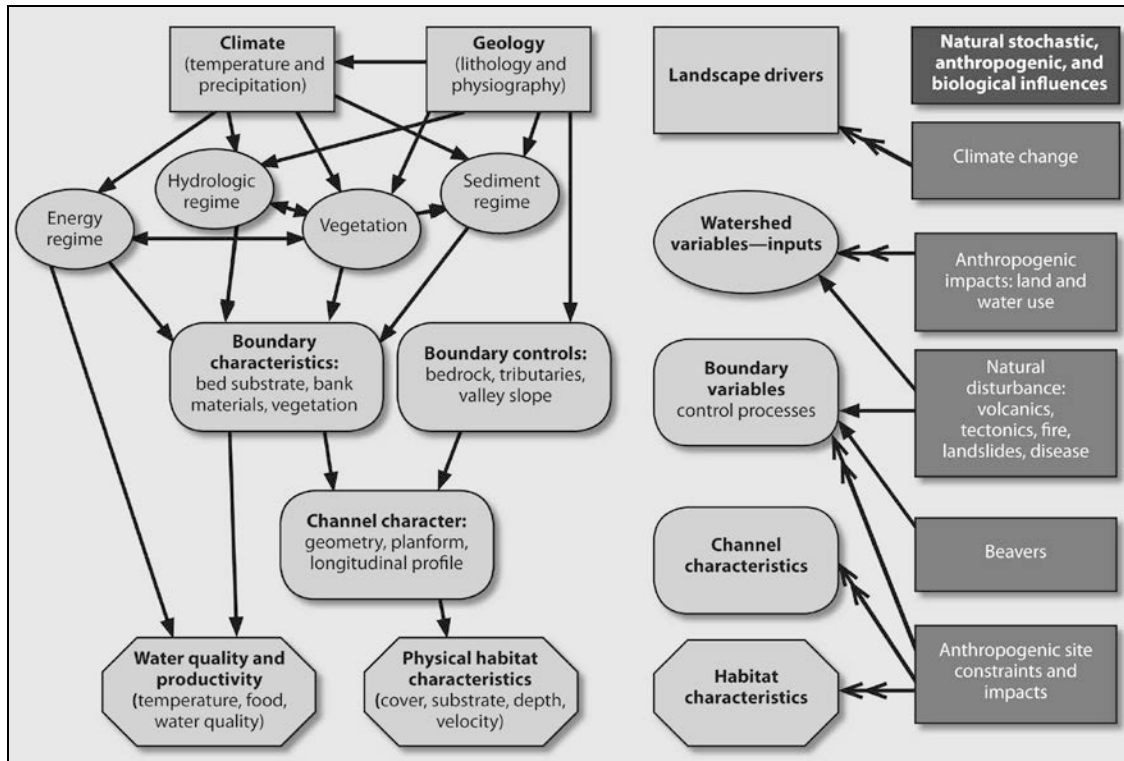 Climate
(temperature and
precipitation)
Geology
(lithology and
physiography)
Energy
regime
Hydrologic
regime
Vegetation
Sediment
regime
Boundary
characteristics:
bed substrate, bank
materials, vegetation
Boundary controls:
bedrock, tributaries,
valley slope
Channel character:
geometry, planform,
longitudinal profile
Water quality and
productivity
(temperature, food,
water quality)
Physical habitat
characteristics
(cover, substrate, depth,
velocity)
Landscape drivers
Watershed
variables—inputs
Boundary
variables
control processes
Channel
characteristics
Habitat
characteristics
Natural stochastic,
anthropogenic, and
biological influences
Climate change
Anthropogenic
impacts: land and
water use
Natural
disturbance:
volcanics,
tectonics, fire,
landslides, disease
Beavers
Anthropogenic site
constraints and
impacts